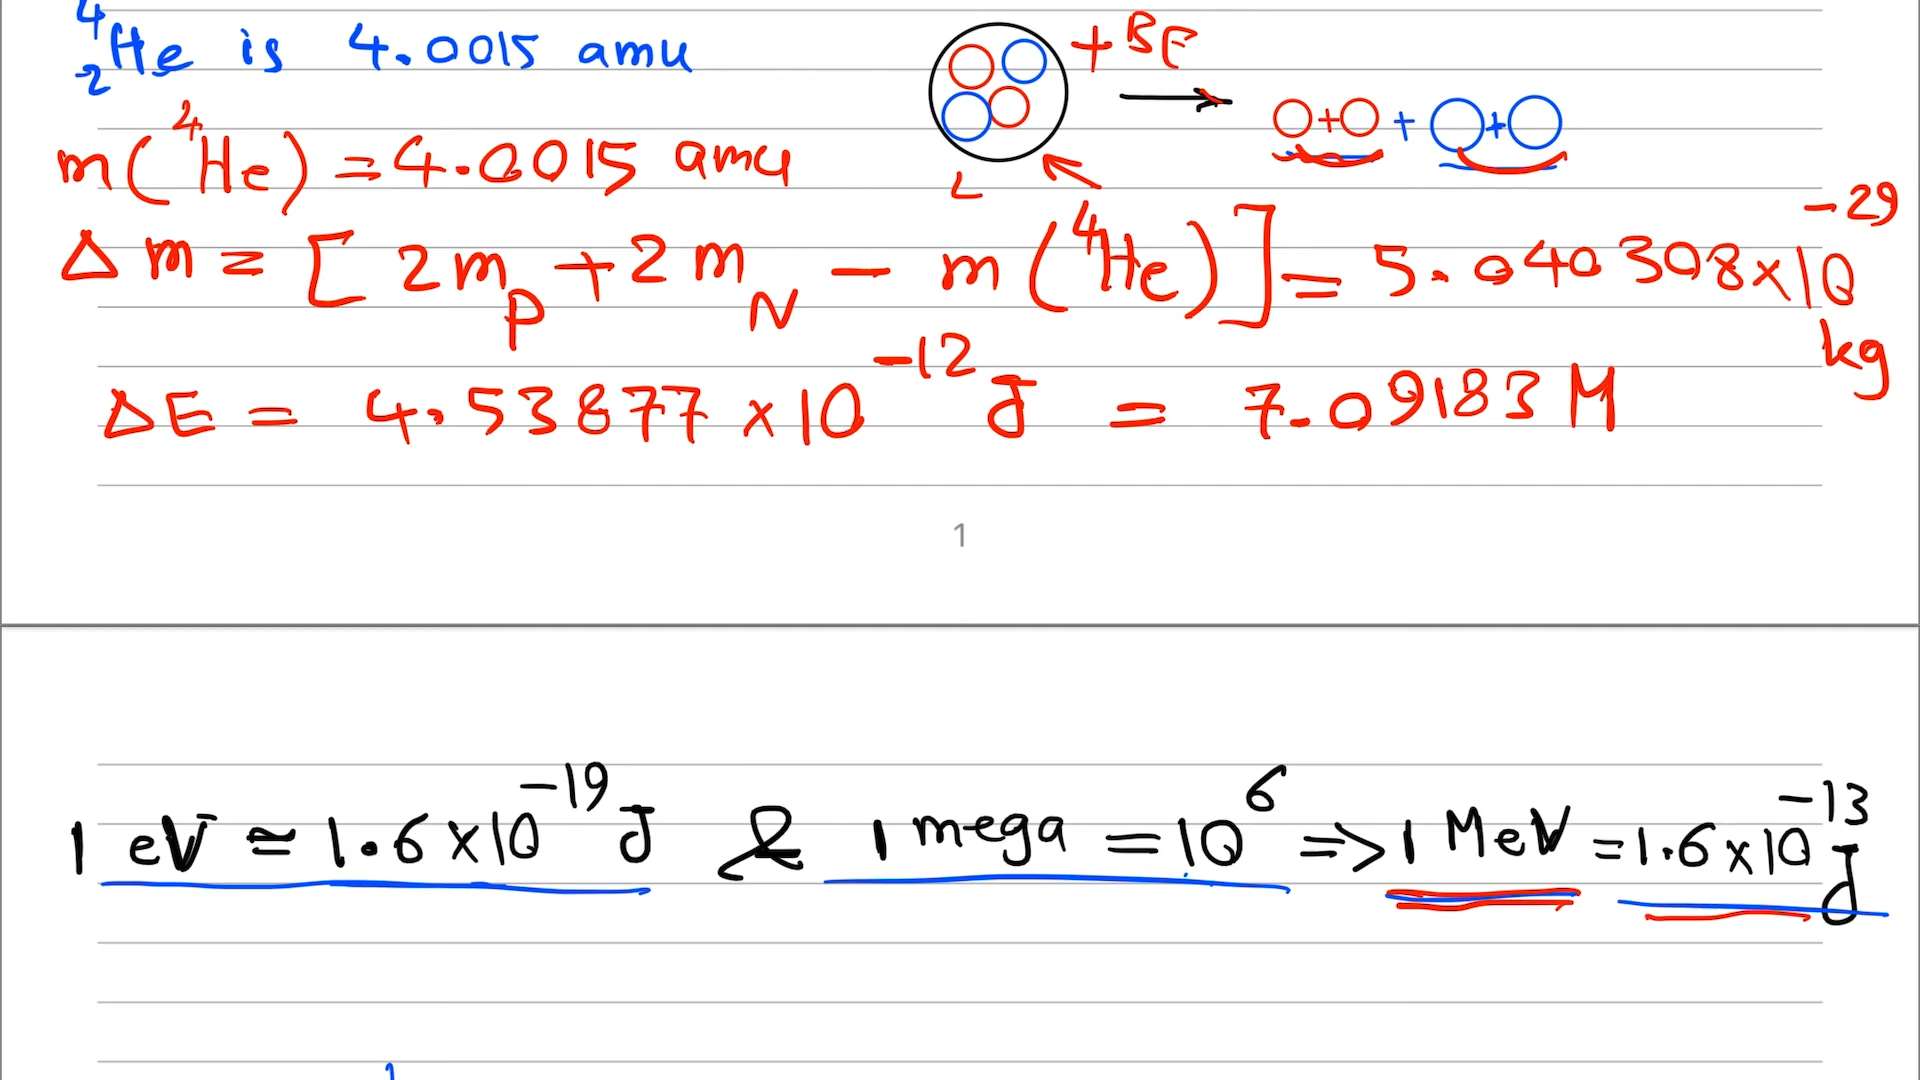 ⁴₂He is 4.0015 amu
+ BE
m(⁴He) = 4.0015 amu
+ + +
Δm = [2m_P + 2m_N − m(⁴He)] = 5.040308 × 10⁻²⁹ kg
ΔE = 4.53877 × 10⁻¹² J = 7.09183 M
1
1 eV = 1.6 × 10⁻¹⁹ J & 1 mega = 10⁶ => 1 MeV = 1.6 × 10⁻¹³ J